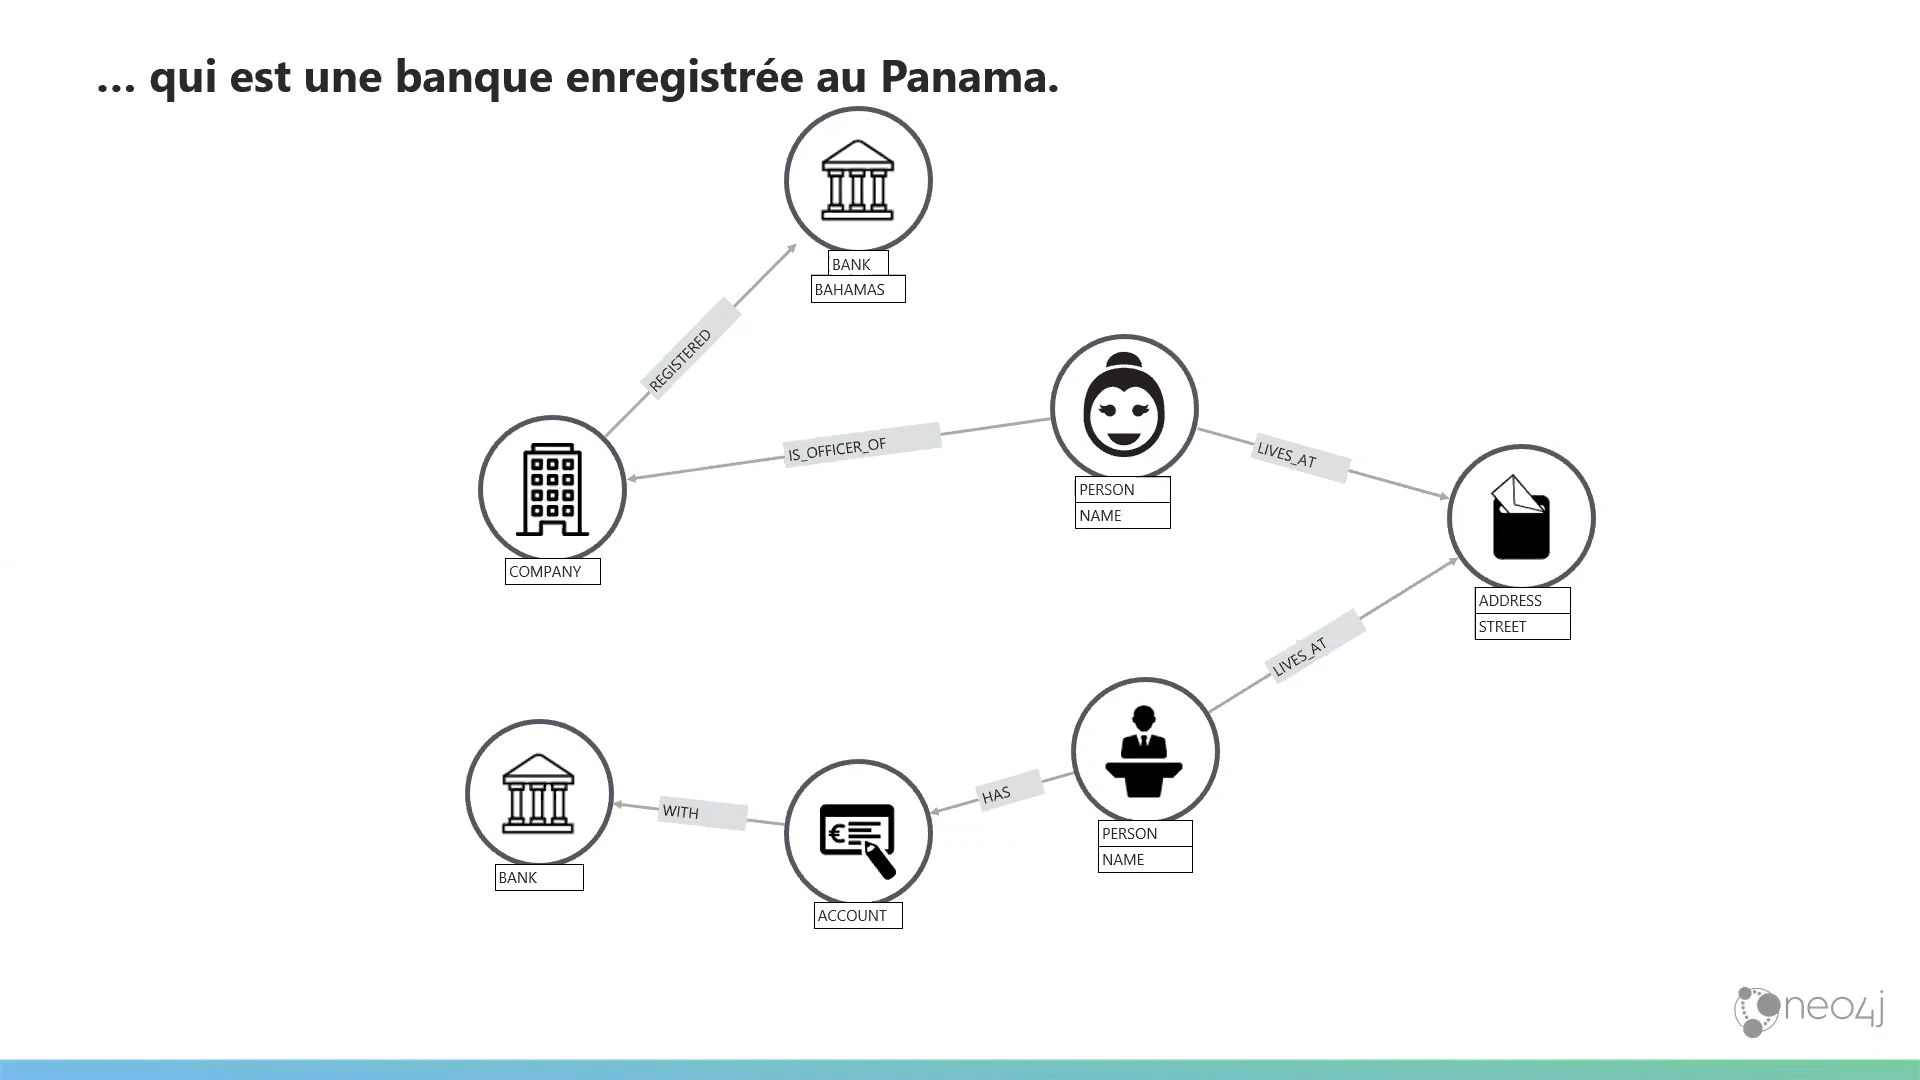 ... qui est une banque enregistrée au Panama.
BANK
BAHAMAS
REGISTERED
IS_OFFICER_OF
LIVES_AT
PERSON
NAME
COMPANY
ADDRESS
STREET
LIVES_AT
HAS
WITH
PERSON
NAME
BANK
ACCOUNT
neo4j